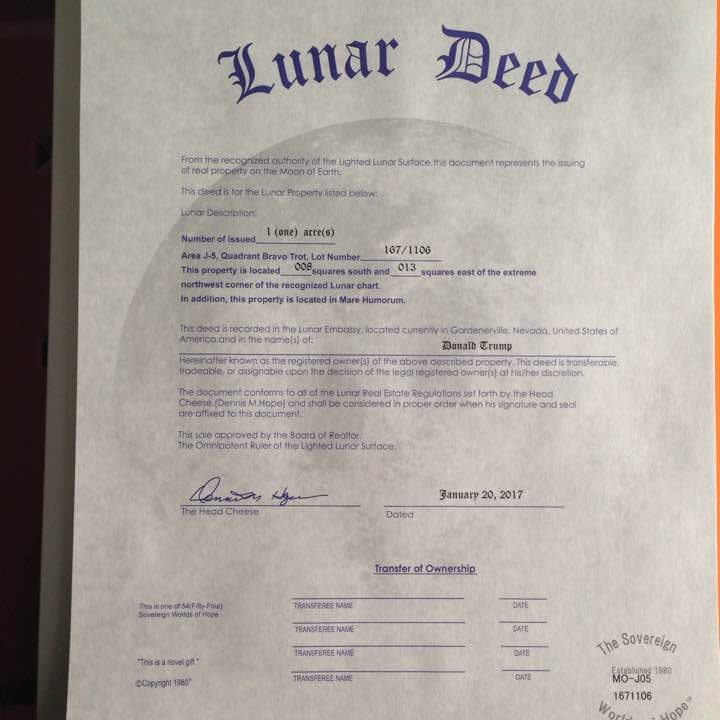 Lunar Deed
From the recognized authority of the Lighted Lunar Surface,this document represents the issuing
of real property on the Moon of Earth.
This deed is for the Lunar Property listed below:
Lunar Description:
Number of issued 1 (one) acre(s)
Area J-5, Quadrant Bravo Trot, Lot Number 167/1106
This property is located 008 squares south and 013 squares east of the extreme
northwest corner of the recognized Lunar chart.
In addition, this property is located in Mare Humorum.
This deed is recorded in the Lunar Embassy, located currently in Gardenerville, Nevada, United States of
America,and in the name(s) of: Donald Trump
Hereinafter known as the registered owner(s) of the above described property. This deed is transferable,
tradeable, or assignable upon the decision of the legal registered owner(s) at his/her discretion.
The document conforms to all of the Lunar Real Estate Regulations set forth by the Head
Cheese,(Dennis M.Hope) and shall be considered in proper order when his signature and seal
are affixed to this document.
This sale approved by the Board of Realtor.
The Omnipotent Ruler of the Lighted Lunar Surface.
Dennis M Hope January 20, 2017
The Head Cheese Dated
Transfer of Ownership
This is one of 54(Fifty-Four)
Sovereign Worlds of Hope
TRANSFEREE NAME DATE
TRANSFEREE NAME DATE
TRANSFEREE NAME DATE
TRANSFEREE NAME DATE
"This is a novel gift."
©Copyright 1980"
The Sovereign
Established 1980
MO-J05
1671106
Worlds Hope™